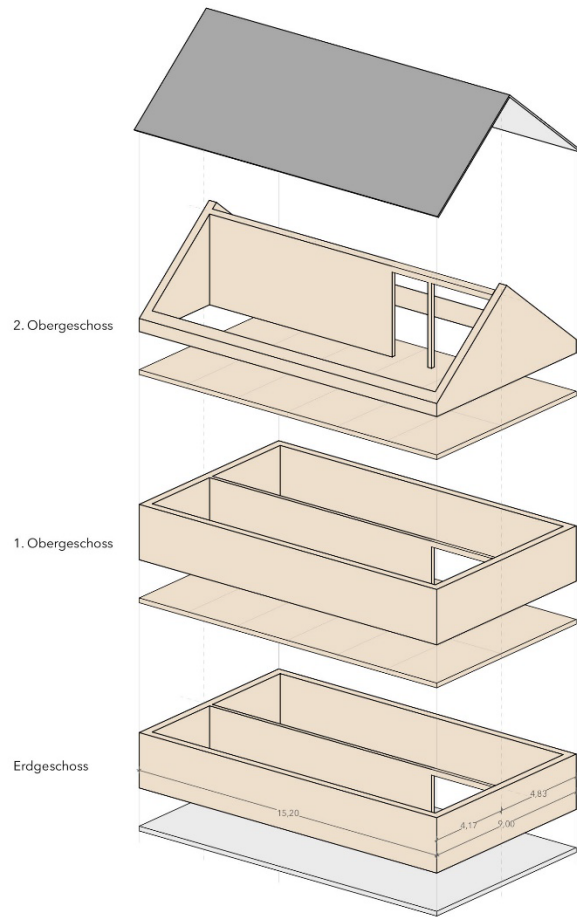 2. Obergeschoss
1. Obergeschoss
Erdgeschoss
15,20
4,83
4,17
9,00